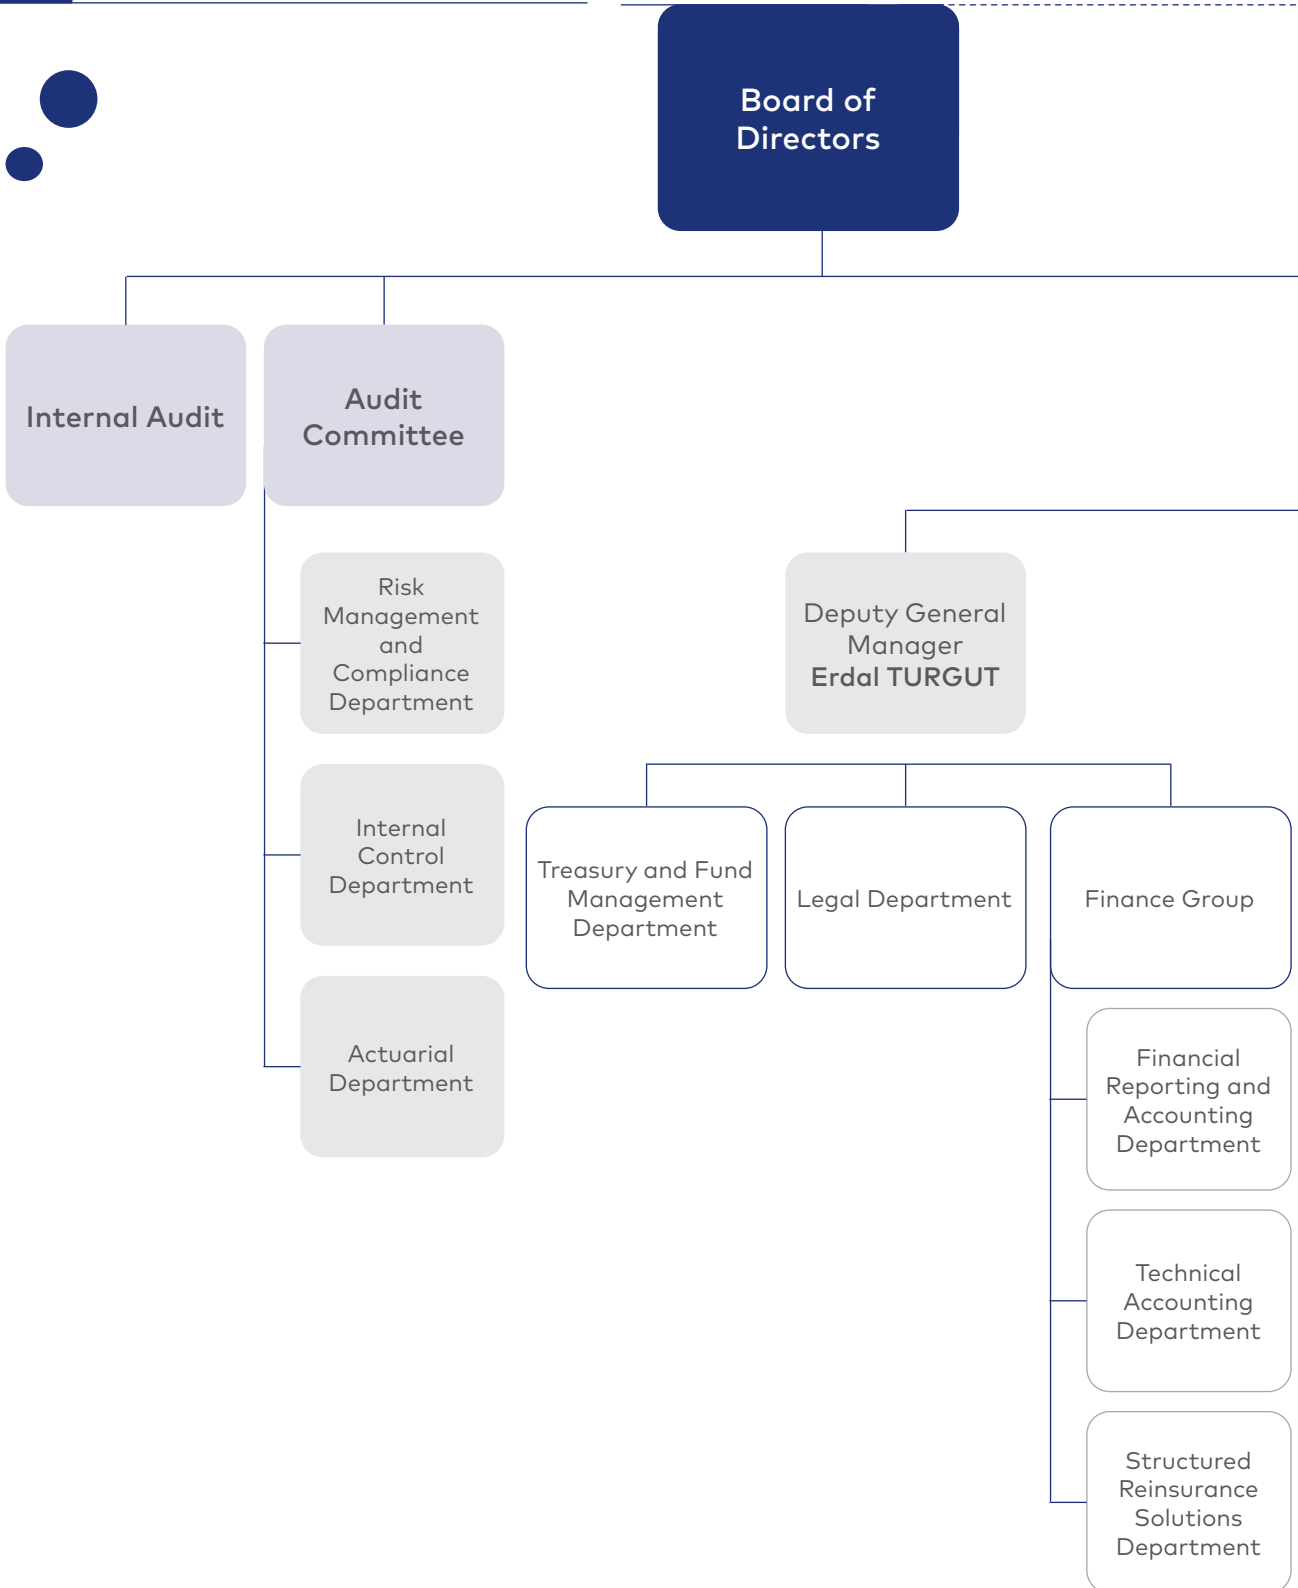 Board of
Directors
Internal Audit
Audit
Committee
Risk
Management
and
Compliance
Department
Internal
Control
Department
Actuarial
Department
Deputy General
Manager
Erdal TURGUT
Treasury and Fund
Management
Department
Legal Department
Finance Group
Financial
Reporting and
Accounting
Department
Technical
Accounting
Department
Structured
Reinsurance
Solutions
Department